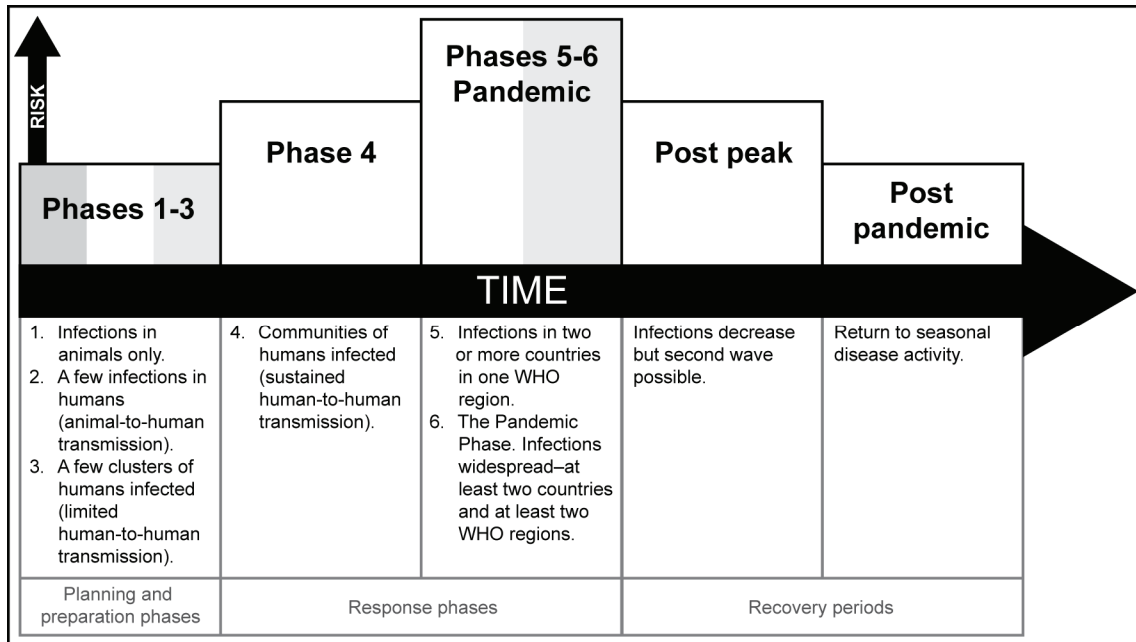 RISK
Phases 1-3
Phase 4
Phases 5-6
Pandemic
Post peak
Post
pandemic
TIME
1. Infections in
animals only.
2. A few infections in
humans
(animal-to-human
transmission).
3. A few clusters of
humans infected
(limited
human-to-human
transmission).
4. Communities of
humans infected
(sustained
human-to-human
transmission).
5. Infections in two
or more countries
in one WHO
region.
6. The Pandemic
Phase. Infections
widespread–at
least two countries
and at least two
WHO regions.
Infections decrease
but second wave
possible.
Return to seasonal
disease activity.
Planning and
preparation phases
Response phases
Recovery periods